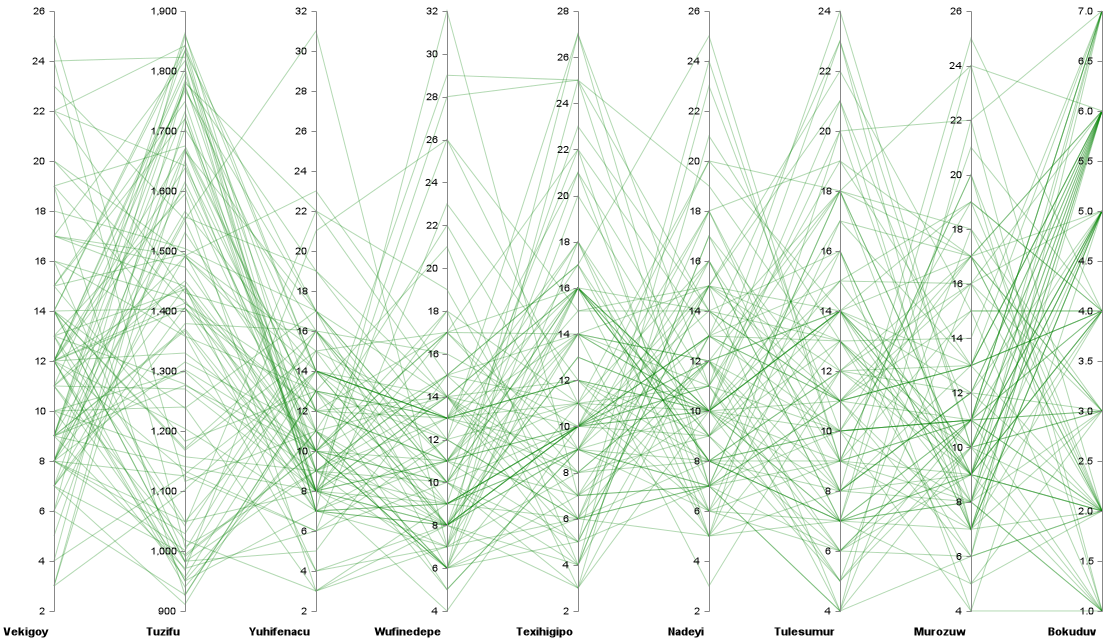 26 1,900 32 32 28 26 24 26 7.0
24 1,800 30 30 26 24 22 24 6.5
22 1,700 28 28 24 22 20 22 6.0
20 1,600 26 26 22 20 18 20 5.5
18 1,500 24 24 20 18 16 18 5.0
16 1,400 22 22 18 16 14 16 4.5
14 1,300 20 20 16 14 12 14 4.0
12 1,200 18 18 14 12 10 12 3.5
10 1,100 16 16 12 10 8 10 3.0
8 1,000 14 14 10 8 6 8 2.5
6 900 12 12 8 6 4 6 2.0
4 10 10 6 4 4 1.5
2 8 8 4 2 1.0
6 6 2
4 4
2
Vekigoy Tuzifu Yuhifenacu Wufinedepe Texihigipo Nadeyi Tulesumur Murozuw Bokuduv